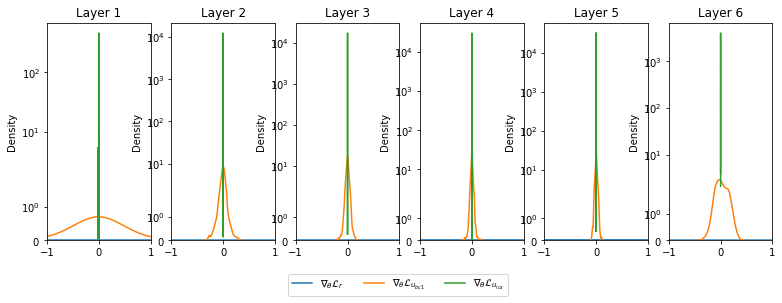 Layer 1 Layer 2 Layer 3 Layer 4 Layer 5 Layer 6
Density Density Density Density Density Density
10² 10¹ 10⁰ 0
10⁴ 10³ 10² 10¹ 10⁰ 0
10⁴ 10³ 10² 10¹ 10⁰ 0
10⁴ 10³ 10² 10¹ 10⁰ 0
10⁴ 10³ 10² 10¹ 10⁰ 0
10³ 10² 10¹ 10⁰ 0
−1 0 1 −1 0 1 −1 0 1 −1 0 1 −1 0 1 −1 0 1
∇θℒr ∇θℒu_bc1 ∇θℒu_ics